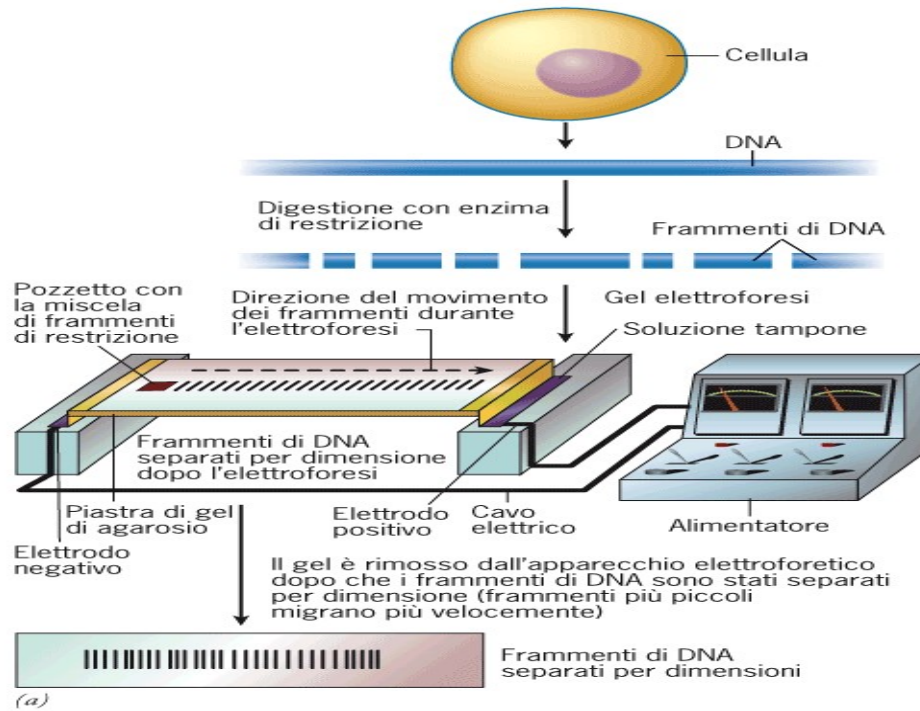 Cellula
DNA
Digestione con enzima
di restrizione
Frammenti di DNA
Pozzetto con
la miscela
di frammenti
di restrizione
Direzione del movimento
dei frammenti durante
l'elettroforesi
Gel elettroforesi
Soluzione tampone
Frammenti di DNA
separati per dimensione
dopo l'elettroforesi
Piastra di gel
di agarosio
Elettrodo
negativo
Elettrodo
positivo
Cavo
elettrico
Alimentatore
Il gel è rimosso dall'apparecchio elettroforetico
dopo che i frammenti di DNA sono stati separati
per dimensione (frammenti più piccoli
migrano più velocemente)
Frammenti di DNA
separati per dimensioni
(a)